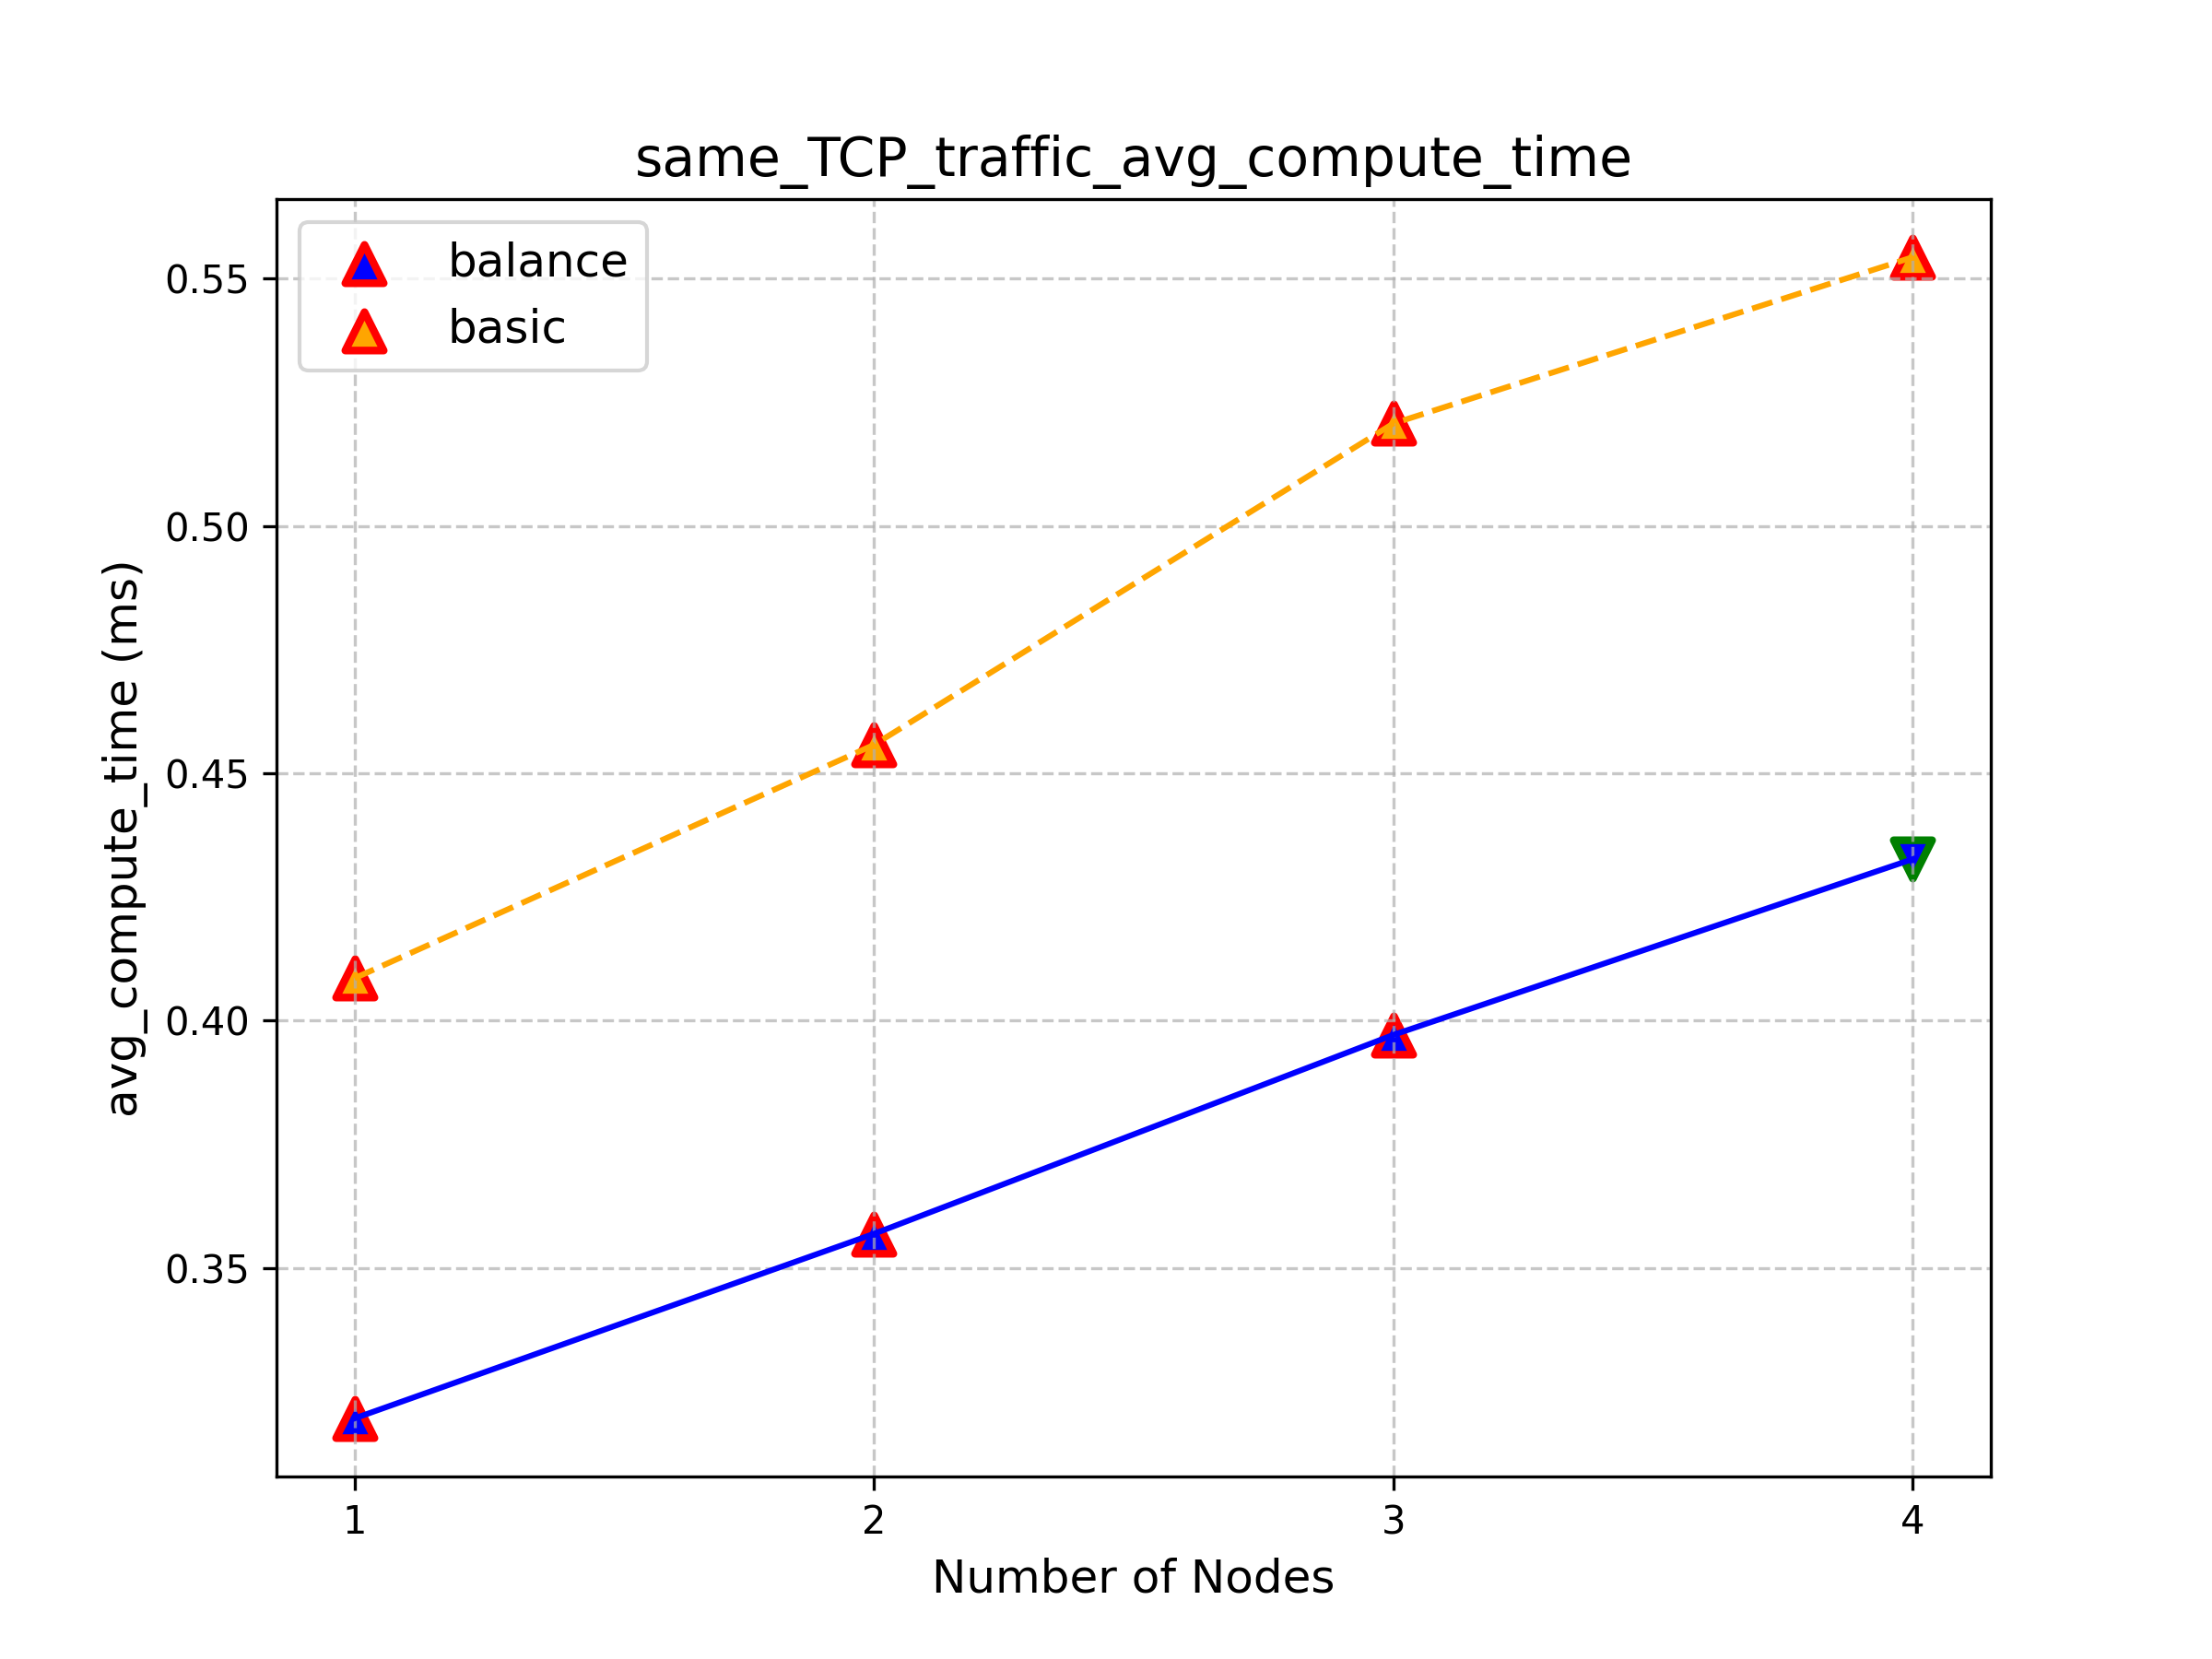 same_TCP_traffic_avg_compute_time
balance
basic
0.55
0.50
0.45
0.40
0.35
avg_compute_time (ms)
1 2 3 4
Number of Nodes